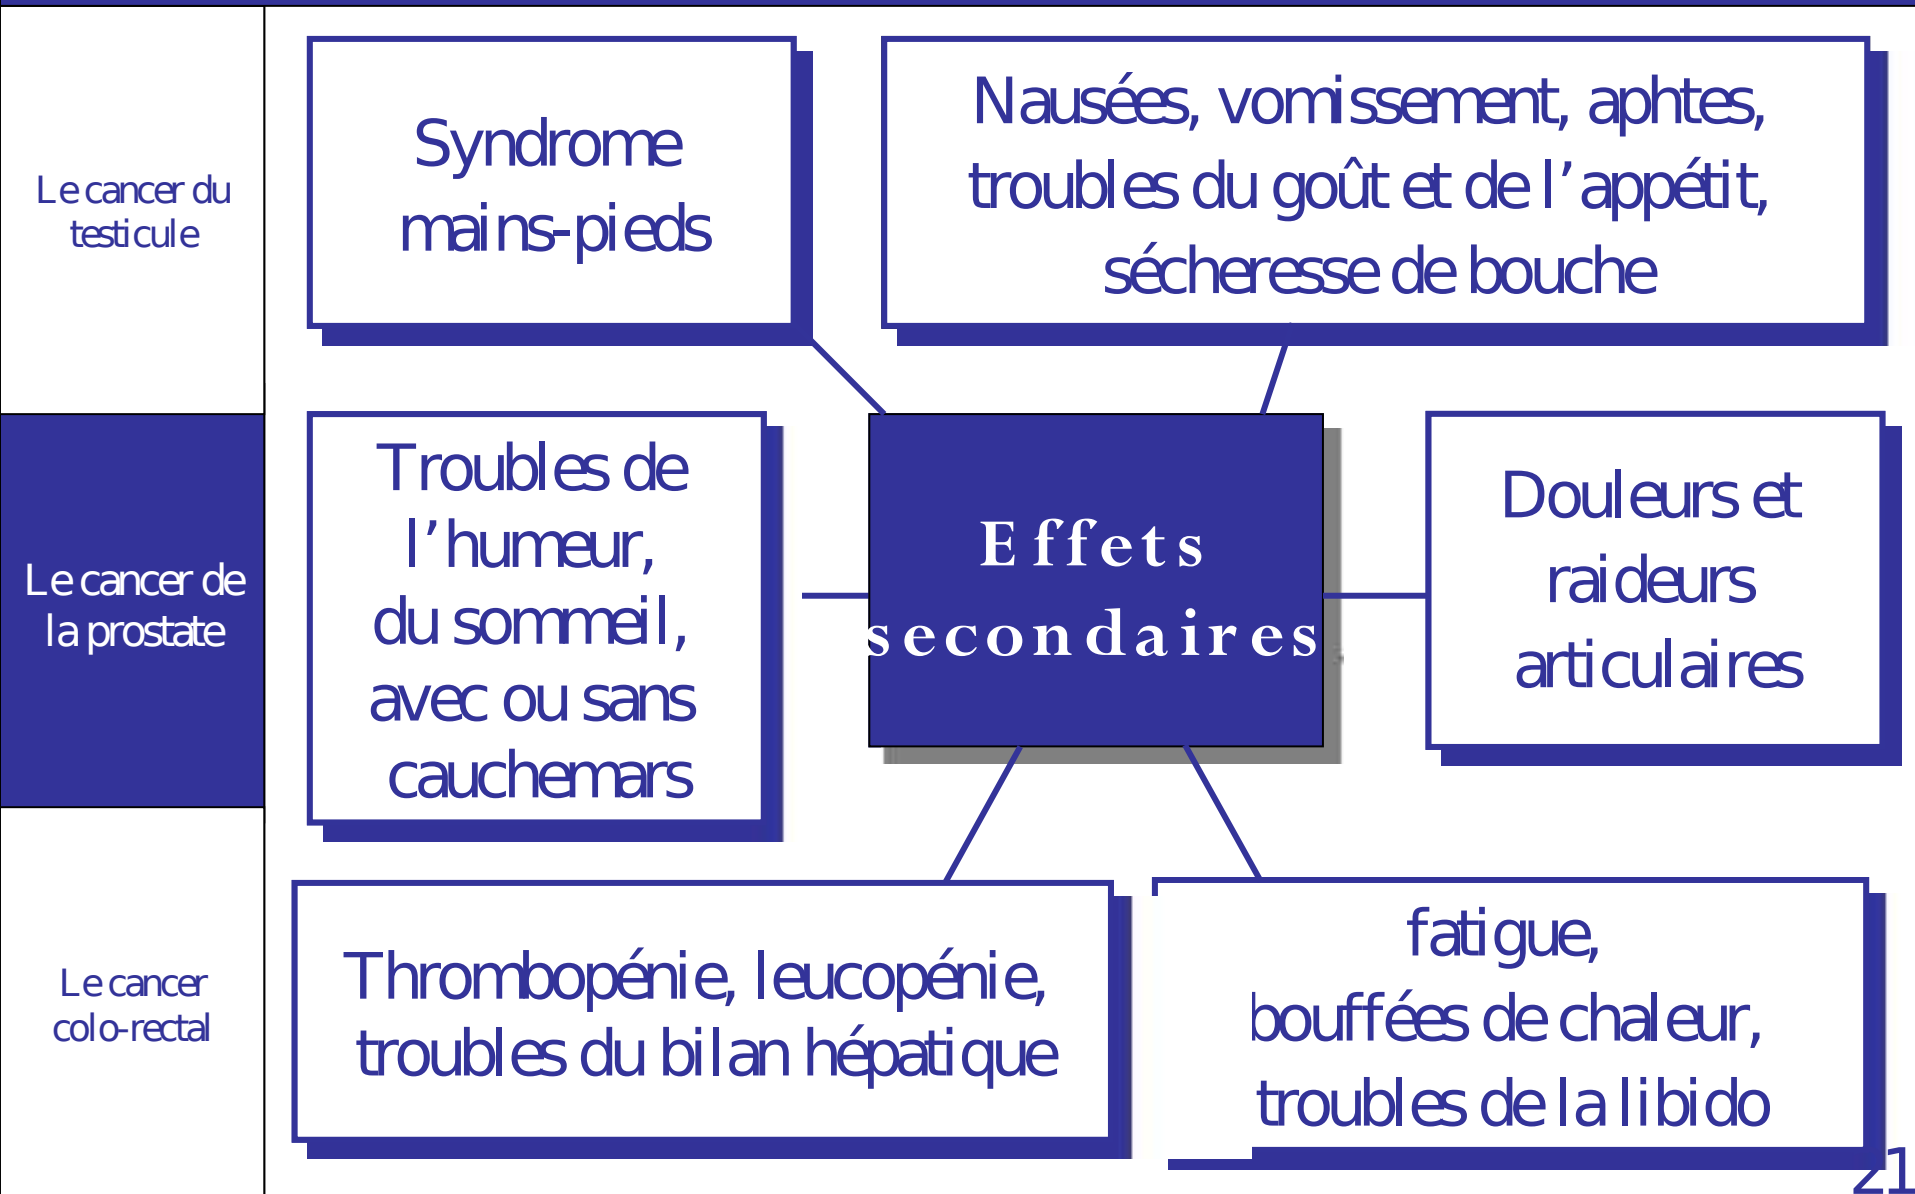 Le cancer du
testicule
Le cancer de
la prostate
Le cancer
colo-rectal
Syndrome
mains-pieds
Nausées, vomissement, aphtes,
troubles du goût et de l’appétit,
sécheresse de bouche
Troubles de
l’humeur,
du sommeil,
avec ou sans
cauchemars
Effets
secondaires
Douleurs et
raideurs
articulaires
Thrombopénie, leucopénie,
troubles du bilan hépatique
fatigue,
bouffées de chaleur,
troubles de la libido
21